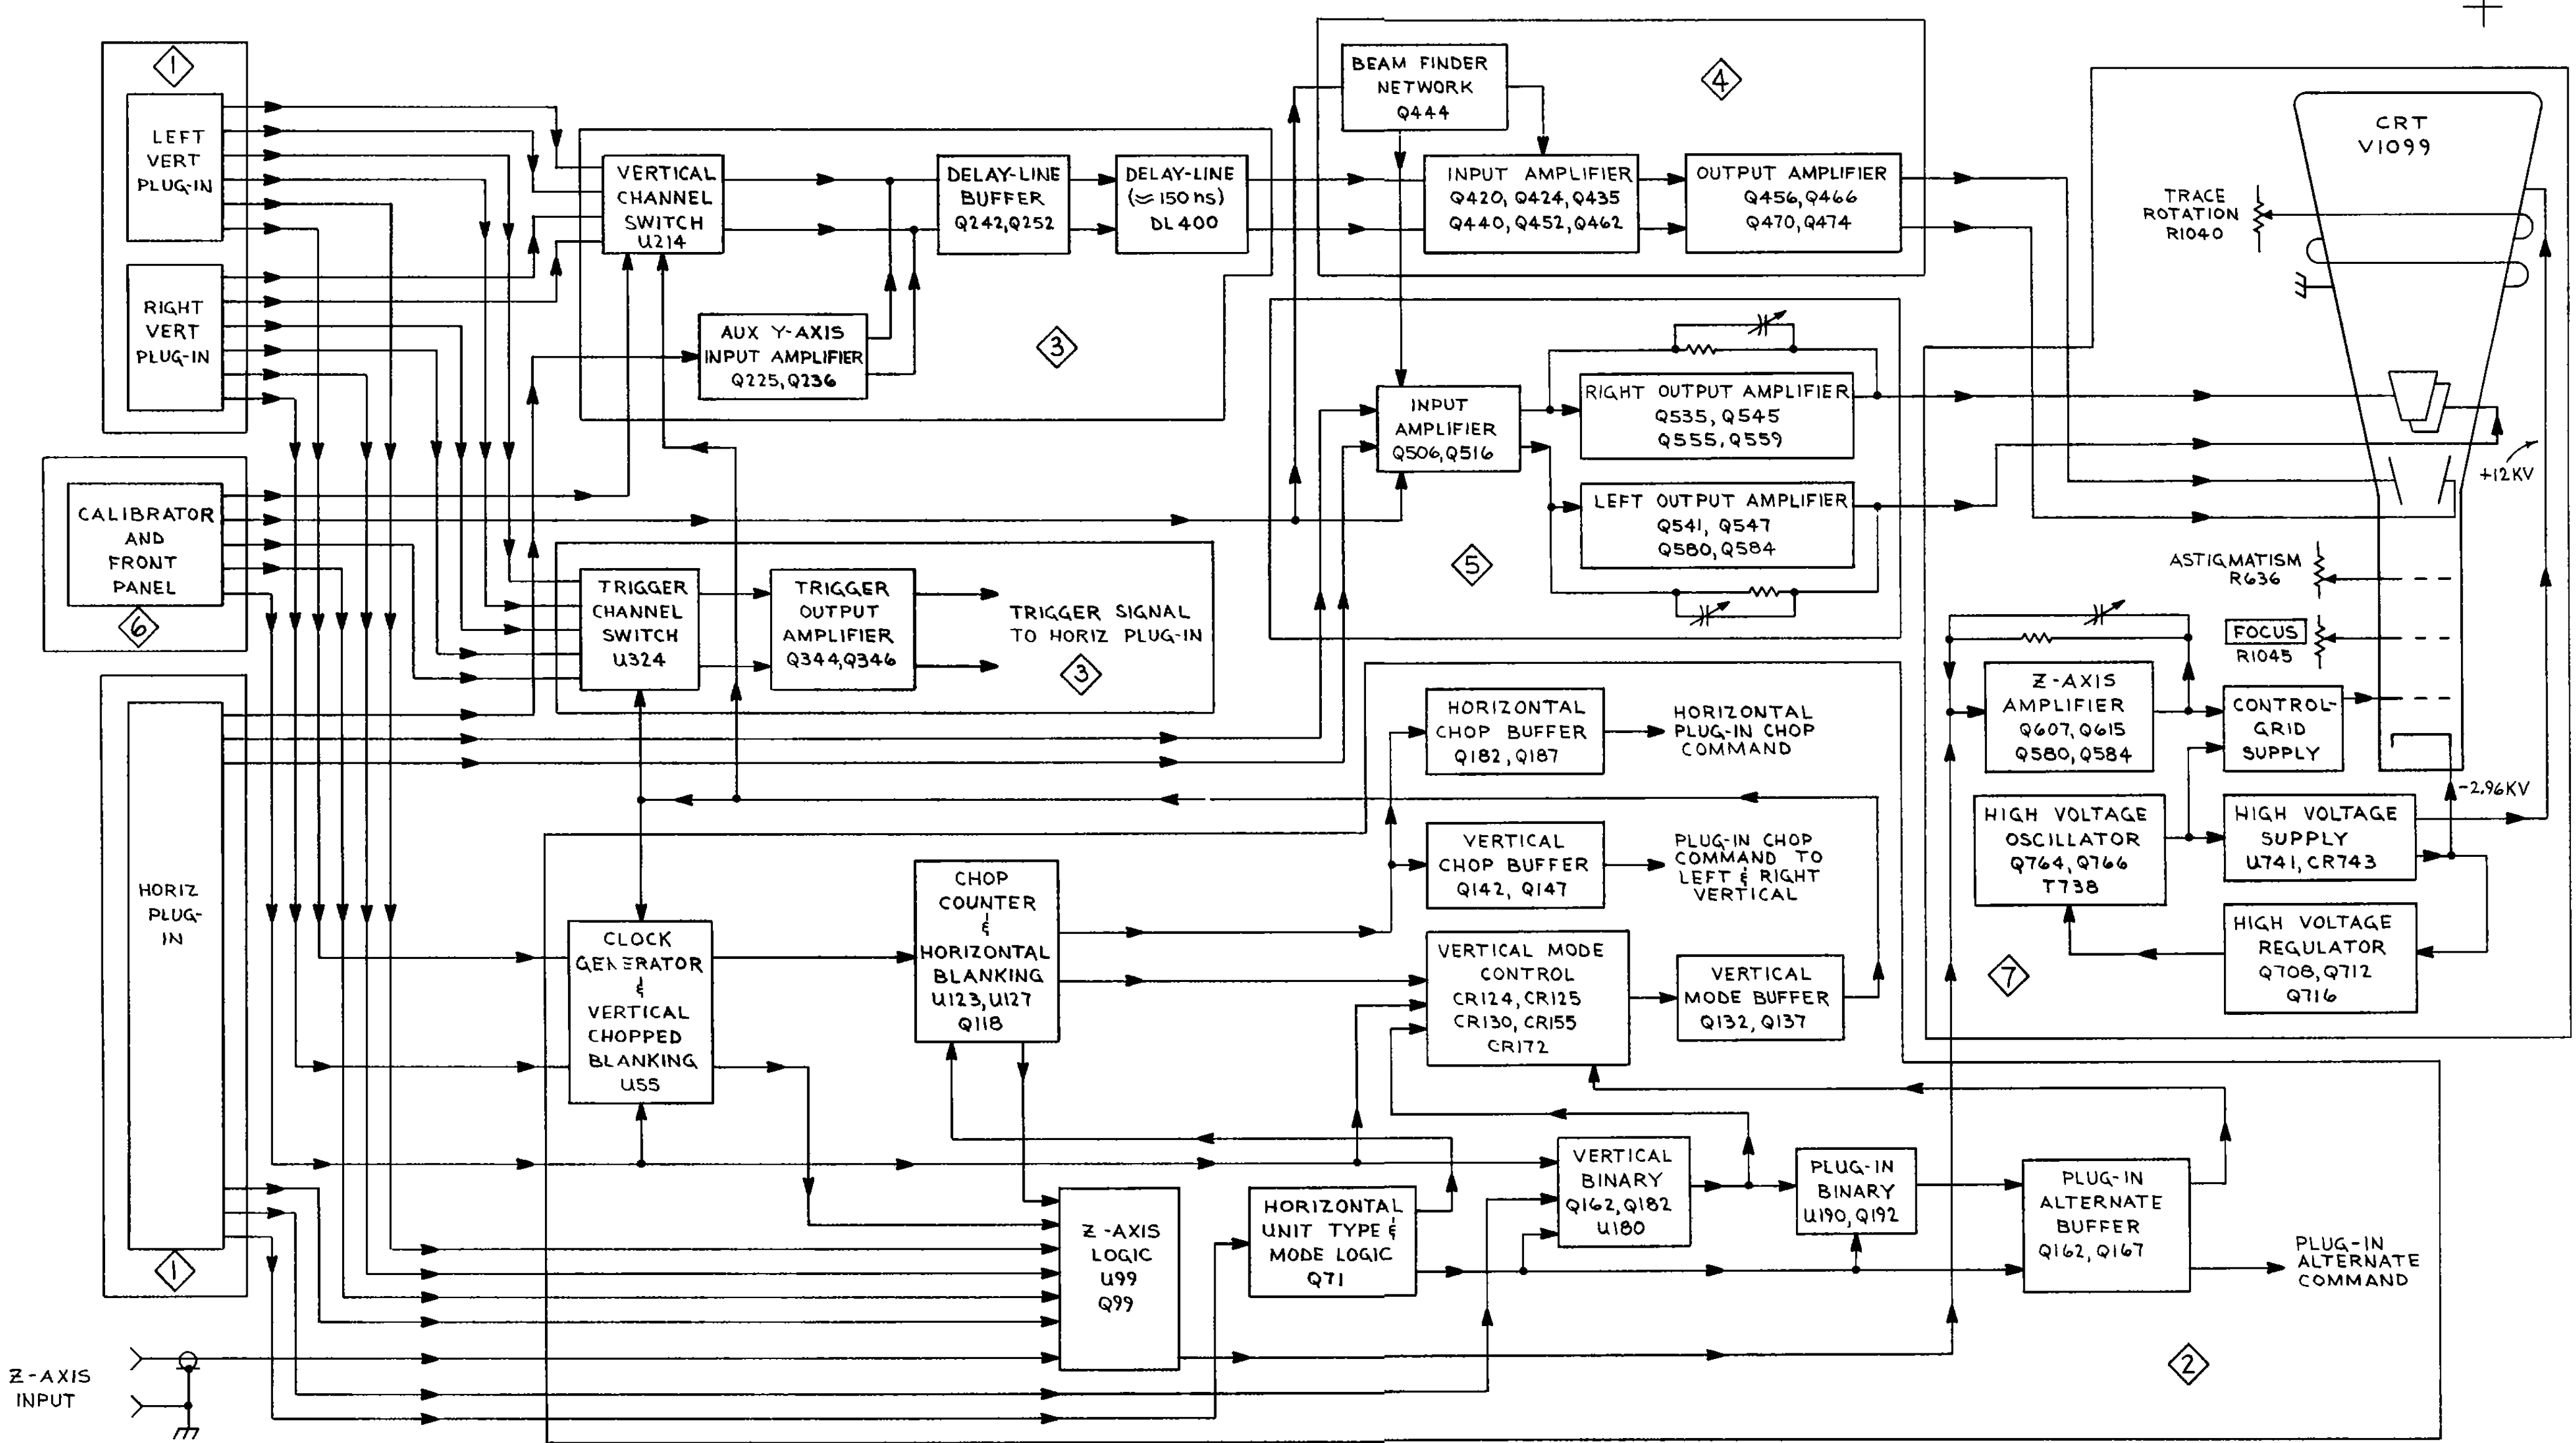 1
LEFT
VERT
PLUG-IN
RIGHT
VERT
PLUG-IN
CALIBRATOR
AND
FRONT
PANEL
6
HORIZ
PLUG-
IN
1
Z-AXIS
INPUT
VERTICAL
CHANNEL
SWITCH
U214
DELAY-LINE
BUFFER
Q242,Q252
DELAY-LINE
(≈150 ns)
DL400
AUX Y-AXIS
INPUT AMPLIFIER
Q225,Q236
3
TRIGGER
CHANNEL
SWITCH
U324
TRIGGER
OUTPUT
AMPLIFIER
Q344,Q346
TRIGGER SIGNAL
TO HORIZ PLUG-IN
3
BEAM FINDER
NETWORK
Q444
4
INPUT AMPLIFIER
Q420, Q424, Q435
Q440, Q452, Q462
OUTPUT AMPLIFIER
Q456,Q466
Q470,Q474
INPUT
AMPLIFIER
Q506,Q516
RIGHT OUTPUT AMPLIFIER
Q535, Q545
Q555, Q559
LEFT OUTPUT AMPLIFIER
Q541, Q547
Q580, Q584
5
CRT
V1099
TRACE
ROTATION
R1040
+12KV
ASTIGMATISM
R636
FOCUS
R1045
Z-AXIS
AMPLIFIER
Q607,Q615
Q580,Q584
CONTROL-
GRID
SUPPLY
-2.96KV
HIGH VOLTAGE
OSCILLATOR
Q764, Q766
T738
HIGH VOLTAGE
SUPPLY
U741, CR743
HIGH VOLTAGE
REGULATOR
Q708, Q712
Q716
7
HORIZONTAL
CHOP BUFFER
Q182, Q187
HORIZONTAL
PLUG-IN CHOP
COMMAND
VERTICAL
CHOP BUFFER
Q142, Q147
PLUG-IN CHOP
COMMAND TO
LEFT & RIGHT
VERTICAL
CLOCK
GENERATOR
&
VERTICAL
CHOPPED
BLANKING
U55
CHOP
COUNTER
&
HORIZONTAL
BLANKING
U123,U127
Q118
VERTICAL MODE
CONTROL
CR124, CR125
CR130, CR155
CR172
VERTICAL
MODE BUFFER
Q132, Q137
Z-AXIS
LOGIC
U99
Q99
HORIZONTAL
UNIT TYPE &
MODE LOGIC
Q71
VERTICAL
BINARY
Q162,Q182
U180
PLUG-IN
BINARY
U190,Q192
PLUG-IN
ALTERNATE
BUFFER
Q162, Q167
PLUG-IN
ALTERNATE
COMMAND
2